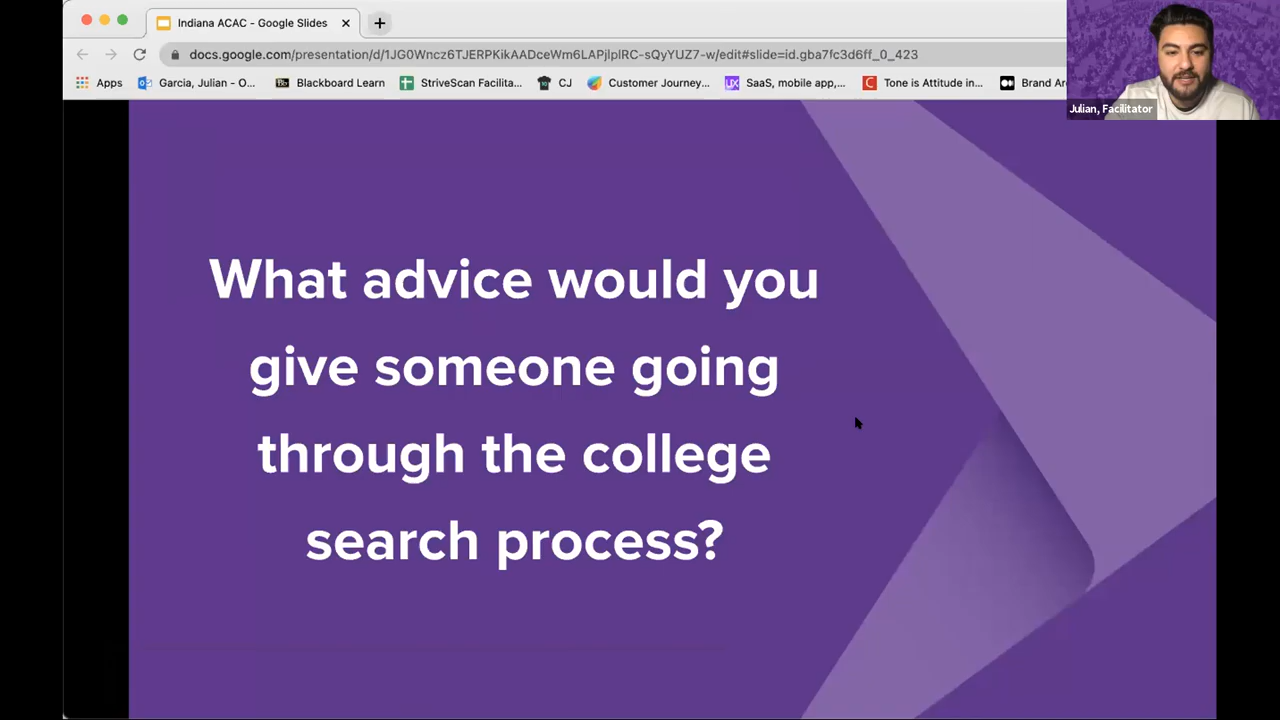 Indiana ACAC - Google Slides
docs.google.com/presentation/d/1JG0Wncz6TJERPKikAADceWm6LAPjlpIRC-sQyYUZ7-w/edit#slide=id.gba7fc3d6ff_0_423
Apps
Garcia, Julian - O...
Blackboard Learn
StriveScan Facilita...
CJ
Customer Journey...
SaaS, mobile app,...
Tone is Attitude in...
Brand Ar
Julian, Facilitator
What advice would you
give someone going
through the college
search process?